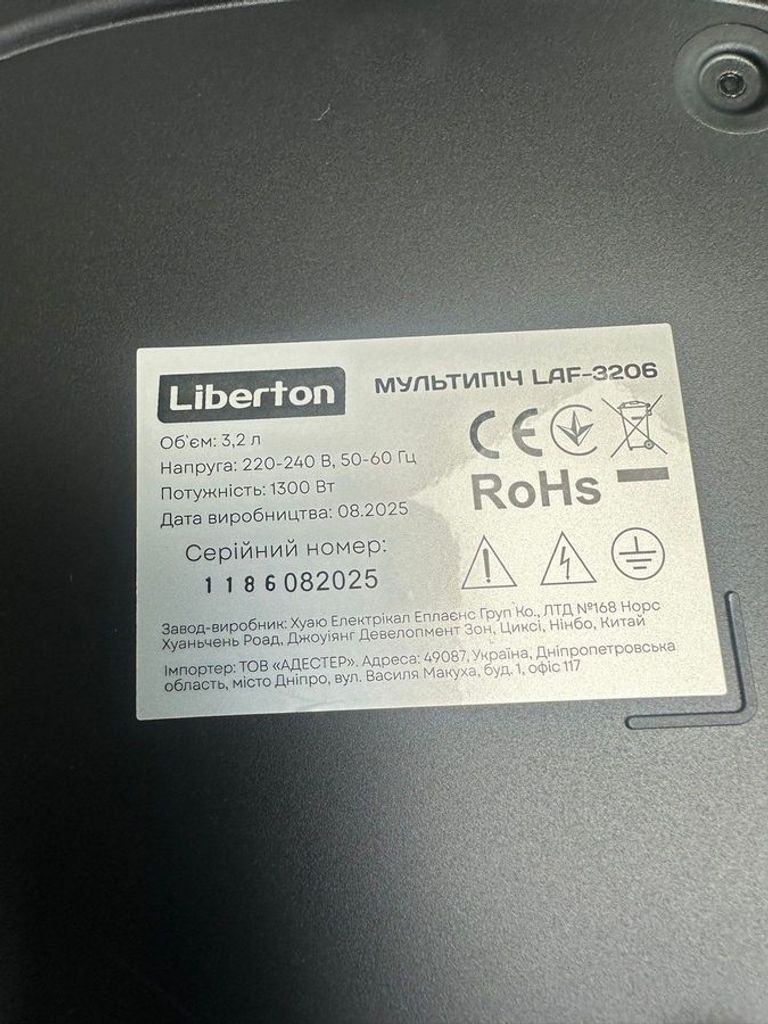 Liberton
МУЛЬТИПІЧ LAF-3206
Об`єм: 3,2 л
Напруга: 220-240 В, 50-60 Гц
Потужність: 1300 Вт
Дата виробництва: 08.2025
CE
RoHs
Серійний номер:
1186082025
Завод-виробник: Хуаю Електрікал Еплаєнс Груп Ко., ЛТД №168 Норс
Хуаньчень Роад, Джоуіянг Девелопмент Зон, Циксі, Нінбо, Китай
Імпортер: ТОВ «АДЕСТЕР». Адреса: 49087, Україна, Дніпропетровська
область, місто Дніпро, вул. Василя Макуха, буд. 1, офіс 117